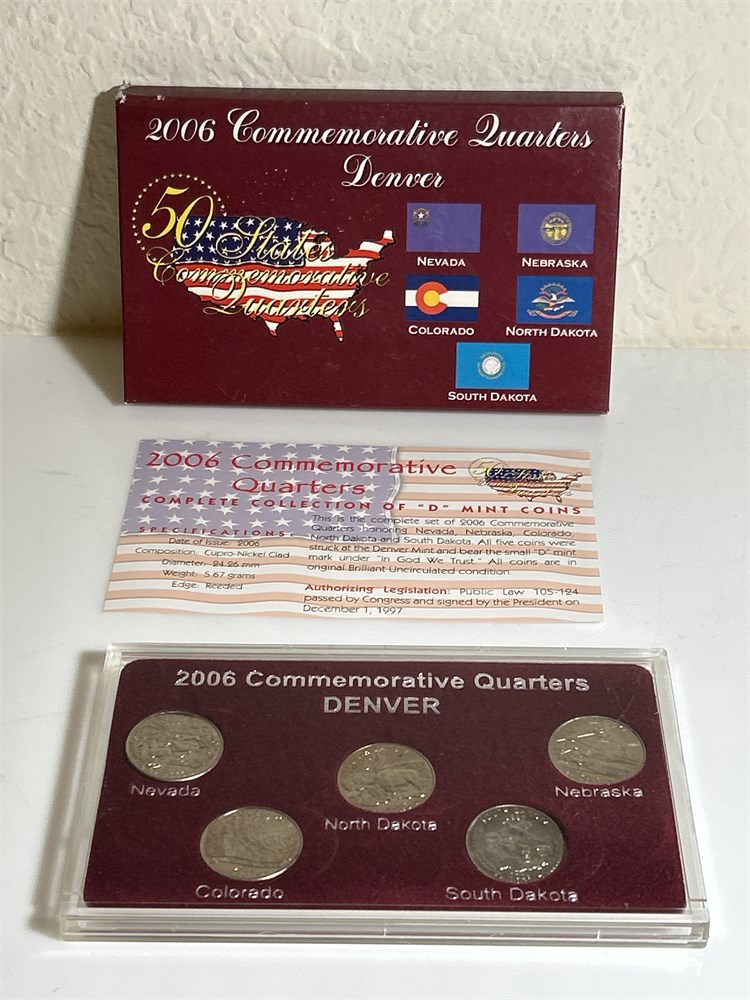 2006 Commemorative Quarters
Denver
50 States
Commemorative
Quarters
NEVADA
NEBRASKA
COLORADO
NORTH DAKOTA
SOUTH DAKOTA
2006 Commemorative
Quarters
COMPLETE COLLECTION OF "D" MINT COINS
SPECIFICATIONS
Date of Issue: 2006
Composition: Cupro-Nickel Clad
Diameter: 24.26 mm
Weight: 5.67 grams
Edge: Reeded
This is the complete set of 2006 Commemorative
Quarters honoring Nevada, Nebraska, Colorado,
North Dakota and South Dakota. All five coins were
struck at the Denver Mint and bear the small "D" mint
mark under "In God We Trust." All coins are in
original Brilliant Uncirculated condition.
Authorizing Legislation: Public Law 105-124
passed by Congress and signed by the President on
December 1, 1997
2006 Commemorative Quarters
DENVER
Nevada
Nebraska
North Dakota
Colorado
South Dakota